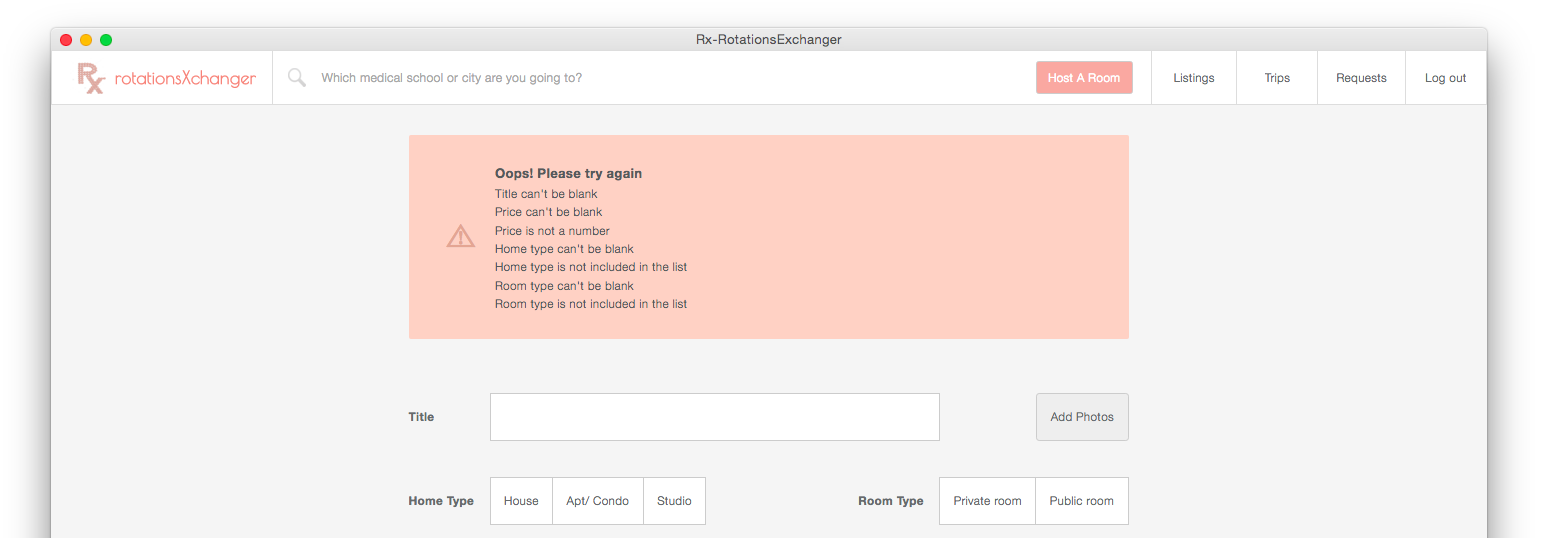 Rx-RotationsExchanger
Rx rotationsXchanger Which medical school or city are you going to? Host A Room Listings Trips Requests Log out
Oops! Please try again
Title can't be blank
Price can't be blank
Price is not a number
Home type can't be blank
Home type is not included in the list
Room type can't be blank
Room type is not included in the list
Title Add Photos
Home Type House Apt/ Condo Studio Room Type Private room Public room